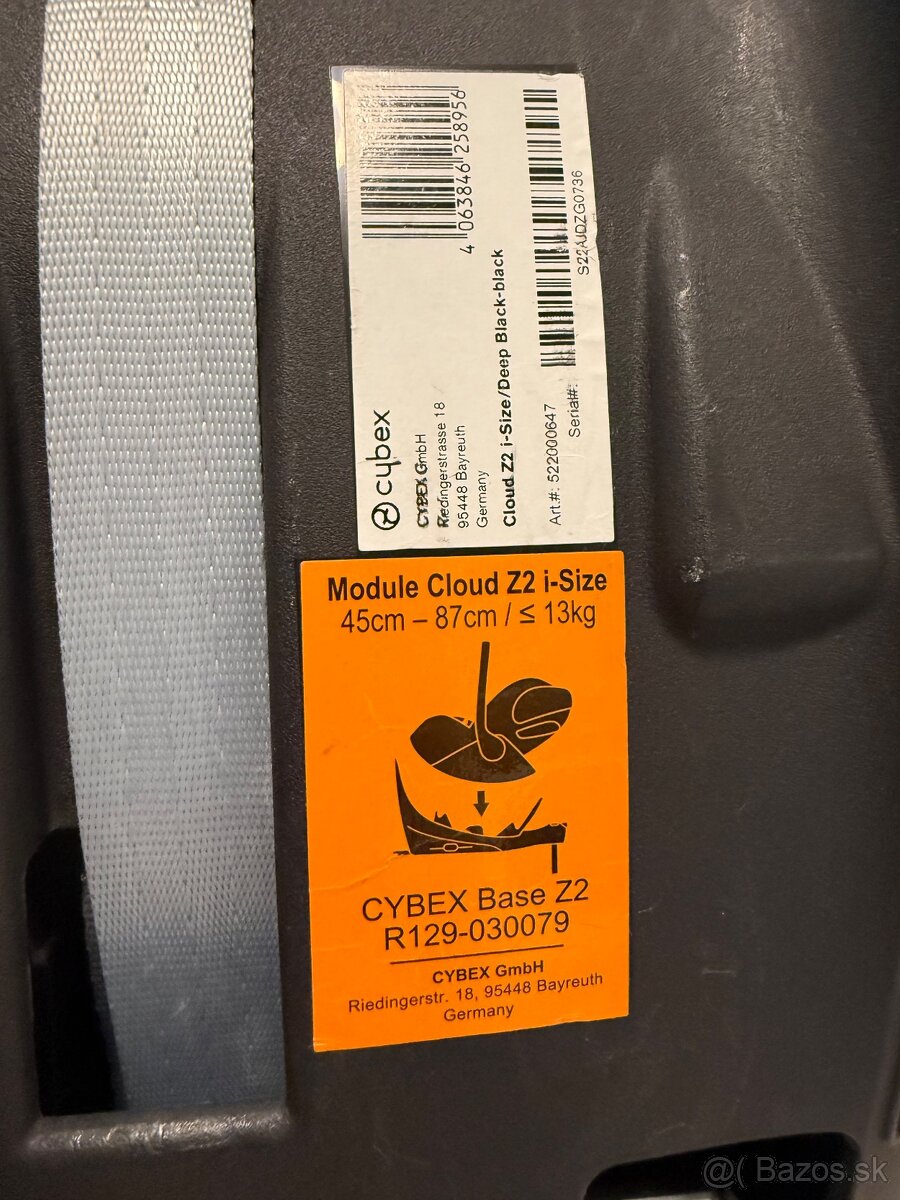 4 063846 258956
cybex
CYBEX GmbH
Riedingerstrasse 18
95448 Bayreuth
Germany
Cloud Z2 i-Size/Deep Black-black
Art.#: 522000647
Serial#:
S22AJDZG0736
Module Cloud Z2 i-Size
45cm – 87cm / ≤ 13kg
CYBEX Base Z2
R129-030079
CYBEX GmbH
Riedingerstr. 18, 95448 Bayreuth
Germany
@( Bazos.sk